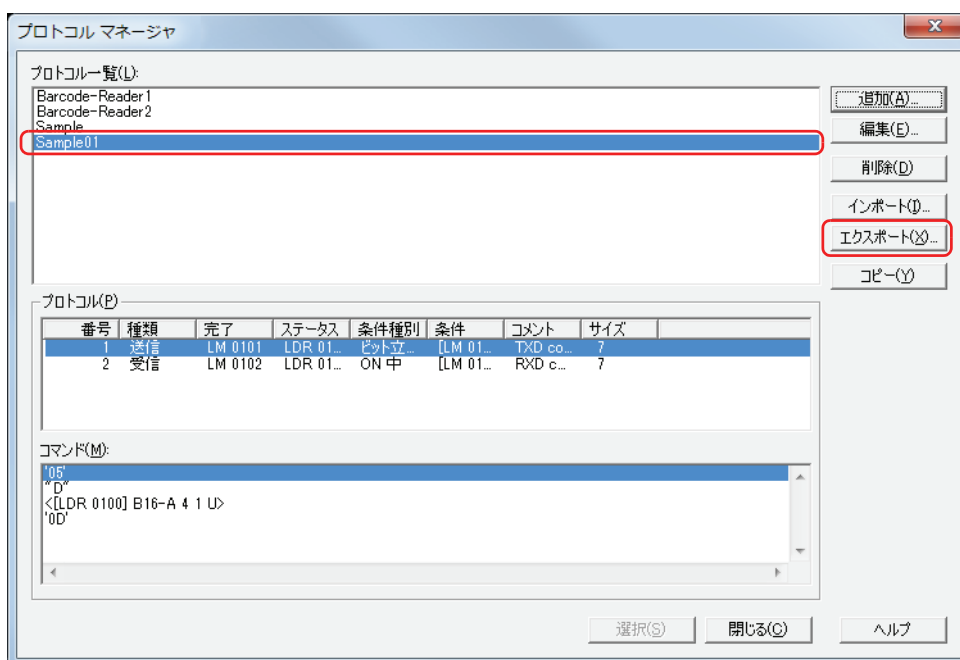 プロトコル マネージャ
プロトコル一覧(L):
Barcode-Reader1
Barcode-Reader2
Sample
Sample01
追加(A)...
編集(E)...
削除(D)
インポート(I)...
エクスポート(X)...
コピー(Y)
プロトコル(P)
番号 種類 完了 ステータス 条件種別 条件 コメント サイズ
1 送信 LM 0101 LDR 01... ビット立... [LM 01... TXD co... 7
2 受信 LM 0102 LDR 01... ON 中 [LM 01... RXD c... 7
コマンド(M):
'05'
"D"
<[LDR 0100] B16-A 4 1 U>
'0D'
選択(S) 閉じる(C) ヘルプ